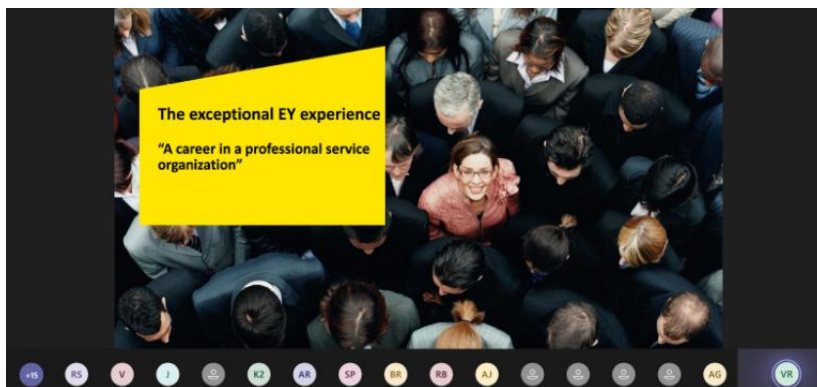 The exceptional EY experience
“A career in a professional service
organization”
+15
RS
V
J
K2
AR
SP
BR
RB
AJ
AG
VR